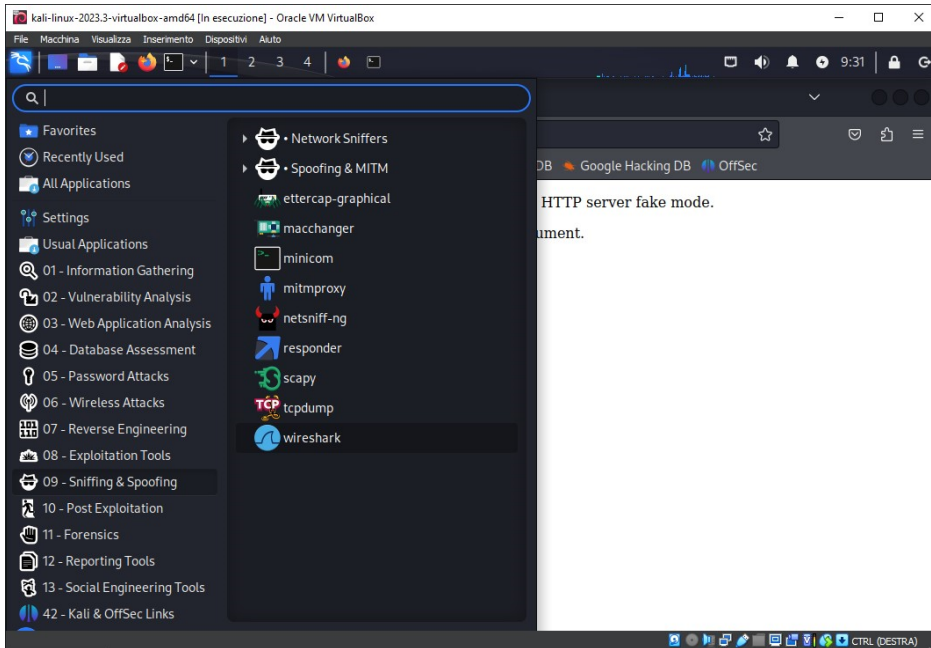 kali-linux-2023.3-virtualbox-amd64 [In esecuzione] - Oracle VM VirtualBox
File Macchina Visualizza Inserimento Dispositivi Aiuto
1 2 3 4 9:31
Favorites
Recently Used
All Applications
Settings
Usual Applications
01 - Information Gathering
02 - Vulnerability Analysis
03 - Web Application Analysis
04 - Database Assessment
05 - Password Attacks
06 - Wireless Attacks
07 - Reverse Engineering
08 - Exploitation Tools
09 - Sniffing & Spoofing
10 - Post Exploitation
11 - Forensics
12 - Reporting Tools
13 - Social Engineering Tools
42 - Kali & OffSec Links
• Network Sniffers
• Spoofing & MITM
ettercap-graphical
macchanger
minicom
mitmproxy
netsniff-ng
responder
scapy
TCP tcpdump
wireshark
DB Google Hacking DB OffSec
HTTP server fake mode.
ument.
CTRL (DESTRA)